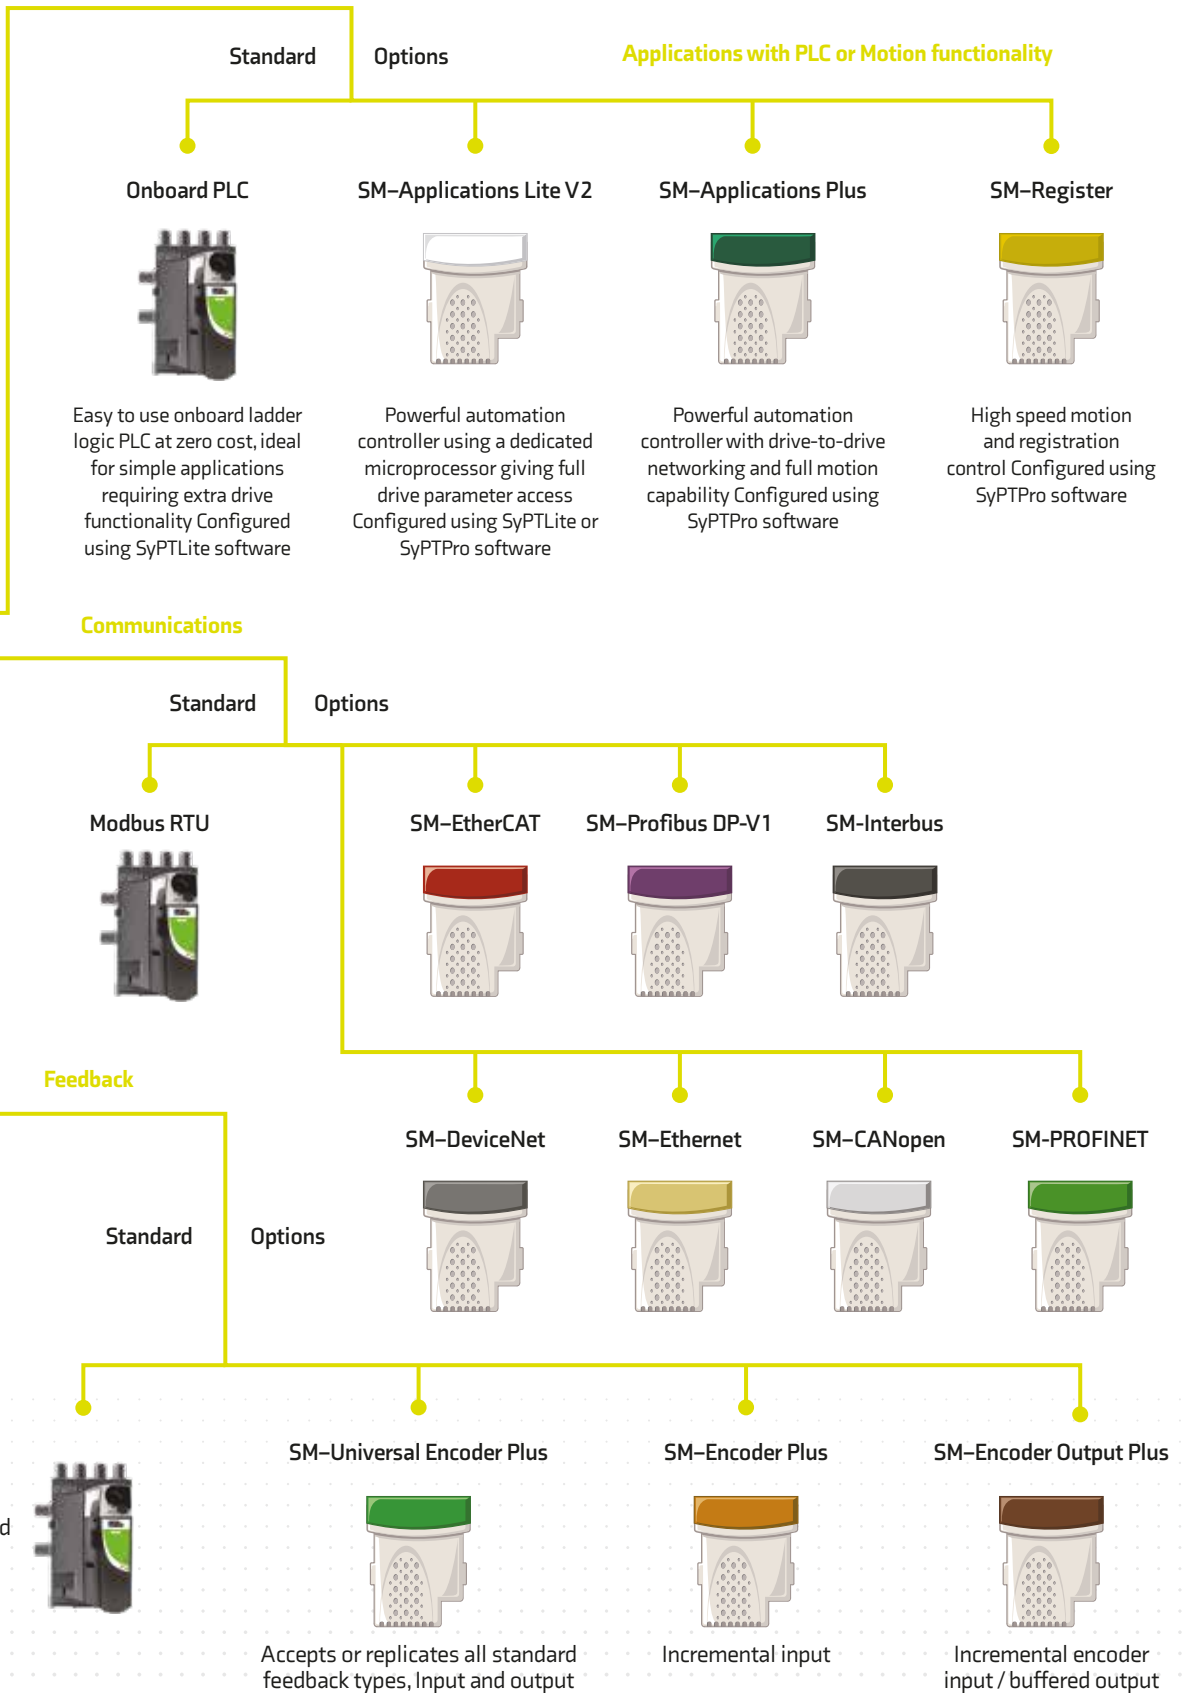 Standard
Options
Applications with PLC or Motion functionality
Onboard PLC
SM–Applications Lite V2
SM–Applications Plus
SM–Register
Easy to use onboard ladder
logic PLC at zero cost, ideal
for simple applications
requiring extra drive
functionality Configured
using SyPTLite software
Powerful automation
controller using a dedicated
microprocessor giving full
drive parameter access
Configured using SyPTLite or
SyPTPro software
Powerful automation
controller with drive-to-drive
networking and full motion
capability Configured using
SyPTPro software
High speed motion
and registration
control Configured using
SyPTPro software
Communications
Standard
Options
Modbus RTU
SM–EtherCAT
SM–Profibus DP-V1
SM-Interbus
SM–DeviceNet
SM–Ethernet
SM–CANopen
SM-PROFINET
Feedback
Standard
Options
d
SM–Universal Encoder Plus
SM–Encoder Plus
SM–Encoder Output Plus
Accepts or replicates all standard
feedback types, Input and output
Incremental input
Incremental encoder
input / buffered output